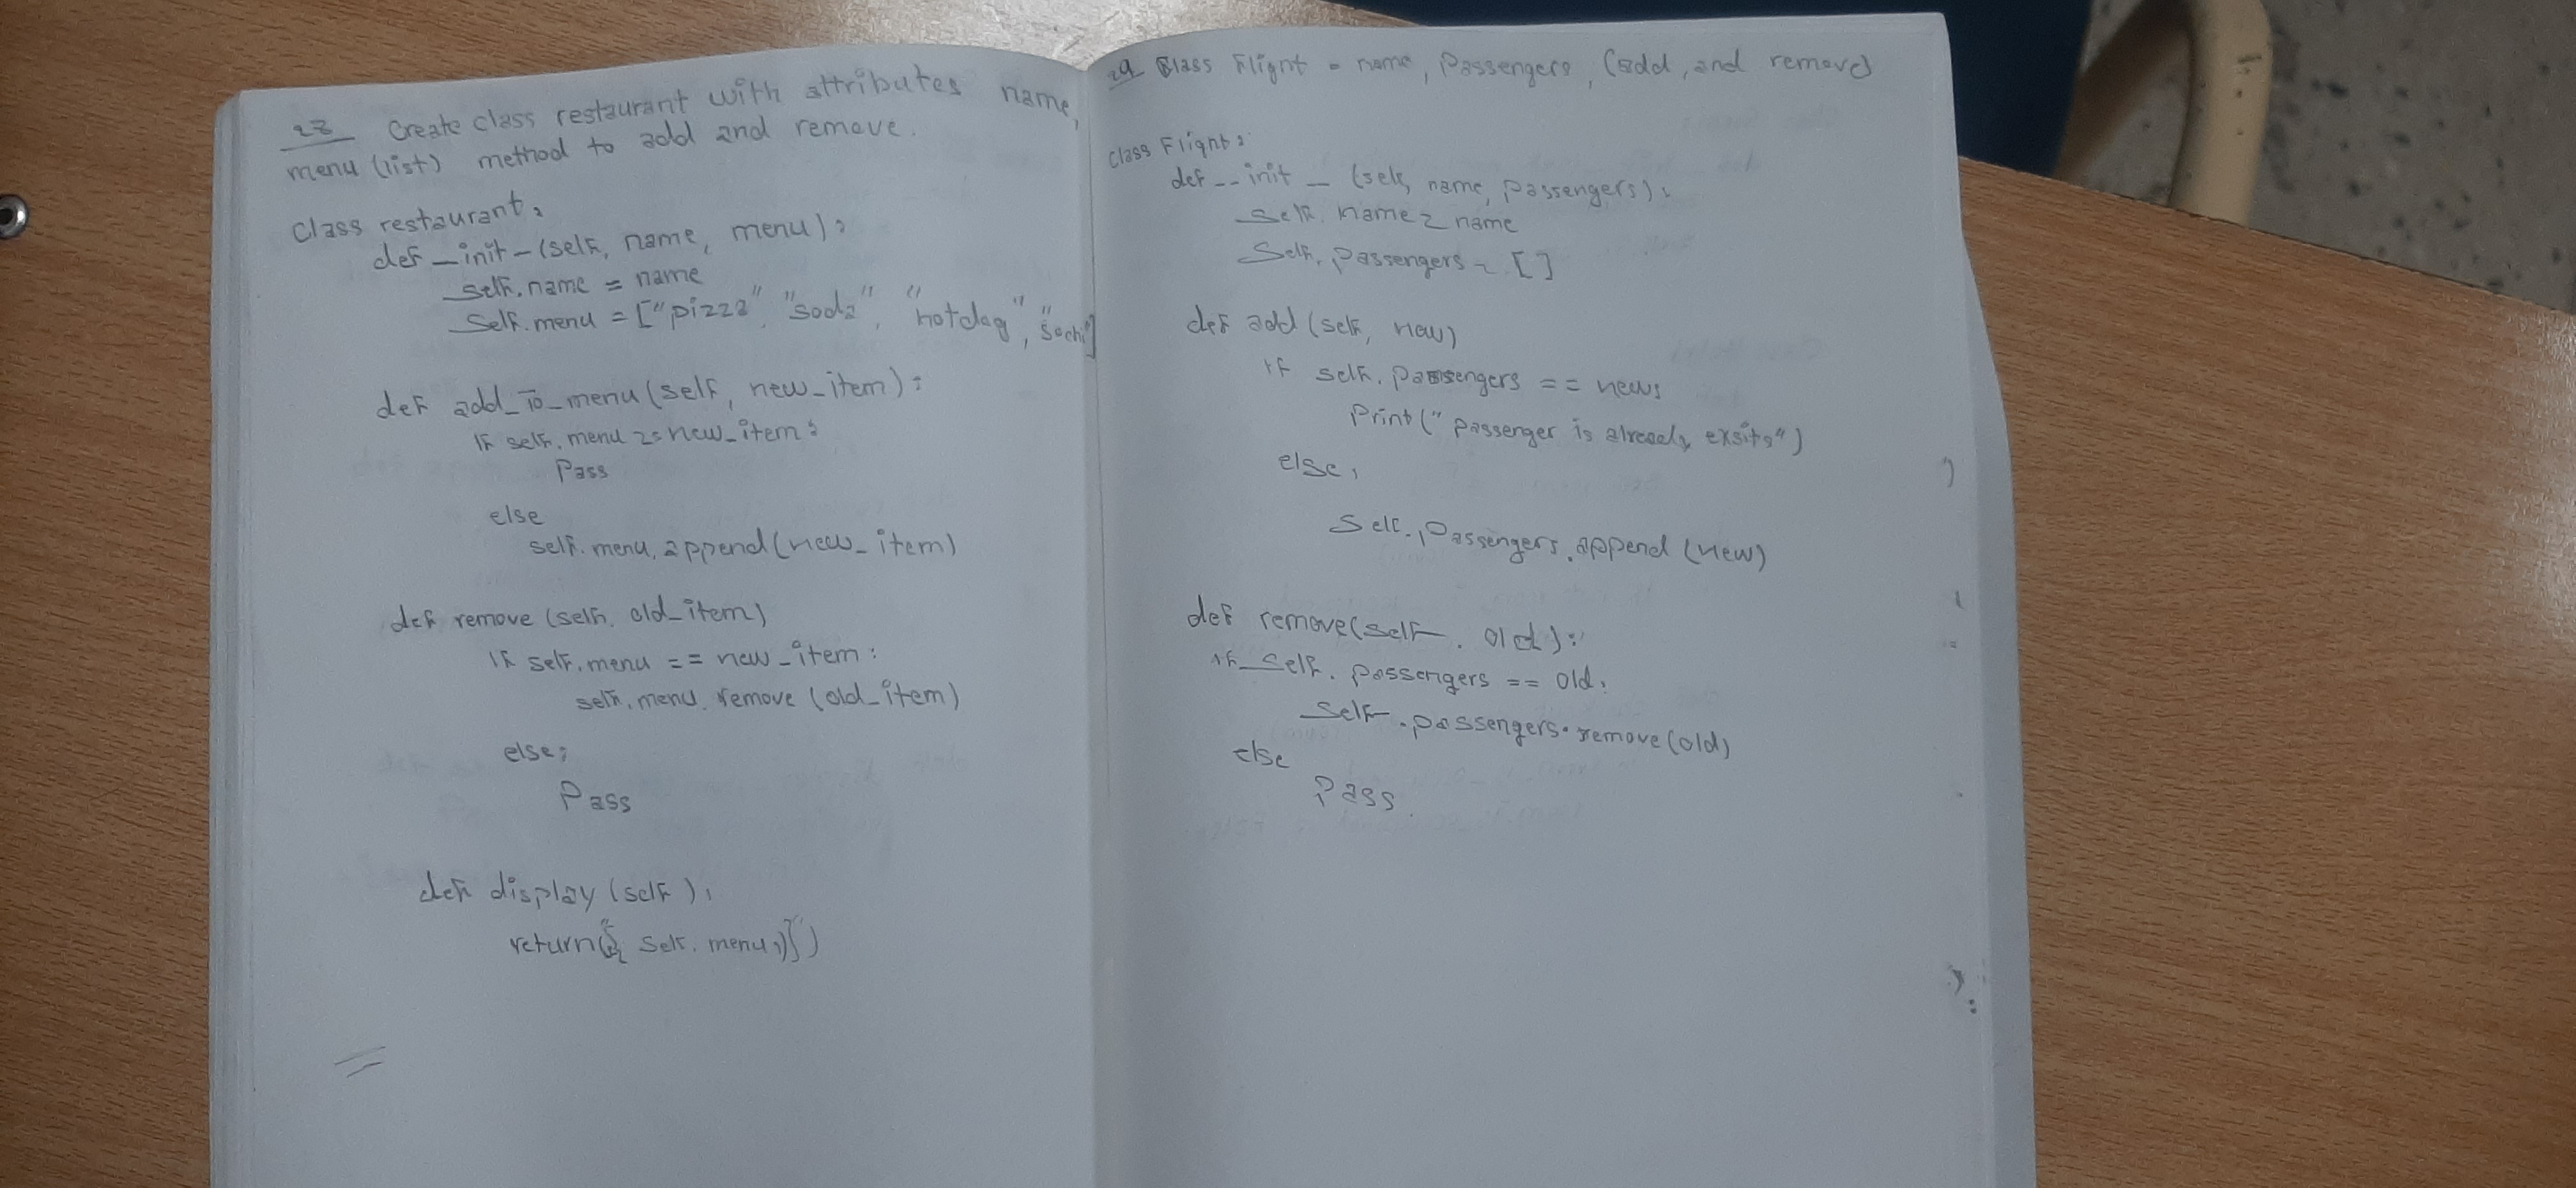 28 Create class restaurant with attributes name,
menu (list) method to add and remove.
Class restaurant:
def _init_(self, name, menu):
self.name = name
self.menu = ["pizza", "soda", "hotdog",
def add_to_menu(self, new_item):
If self.menu == new_item:
Pass
else
self.menu.append(new_item)
def remove (self, old_item)
If self.menu == new_item:
self.menu.remove (old_item)
else:
Pass
def display (self):
return self.menu
29 Class Flight = name, passengers, (add, and remove)
Class Flight:
def __init_ (self, name, passengers):
Self.name = name
Self.passengers = []
def add (self, new)
If self.passengers == new:
Print("passenger is already exsits")
else:
Self.passengers.append (new)
def remove(self, old):
If self.passengers == old:
self.passengers.remove(old)
else
Pass.